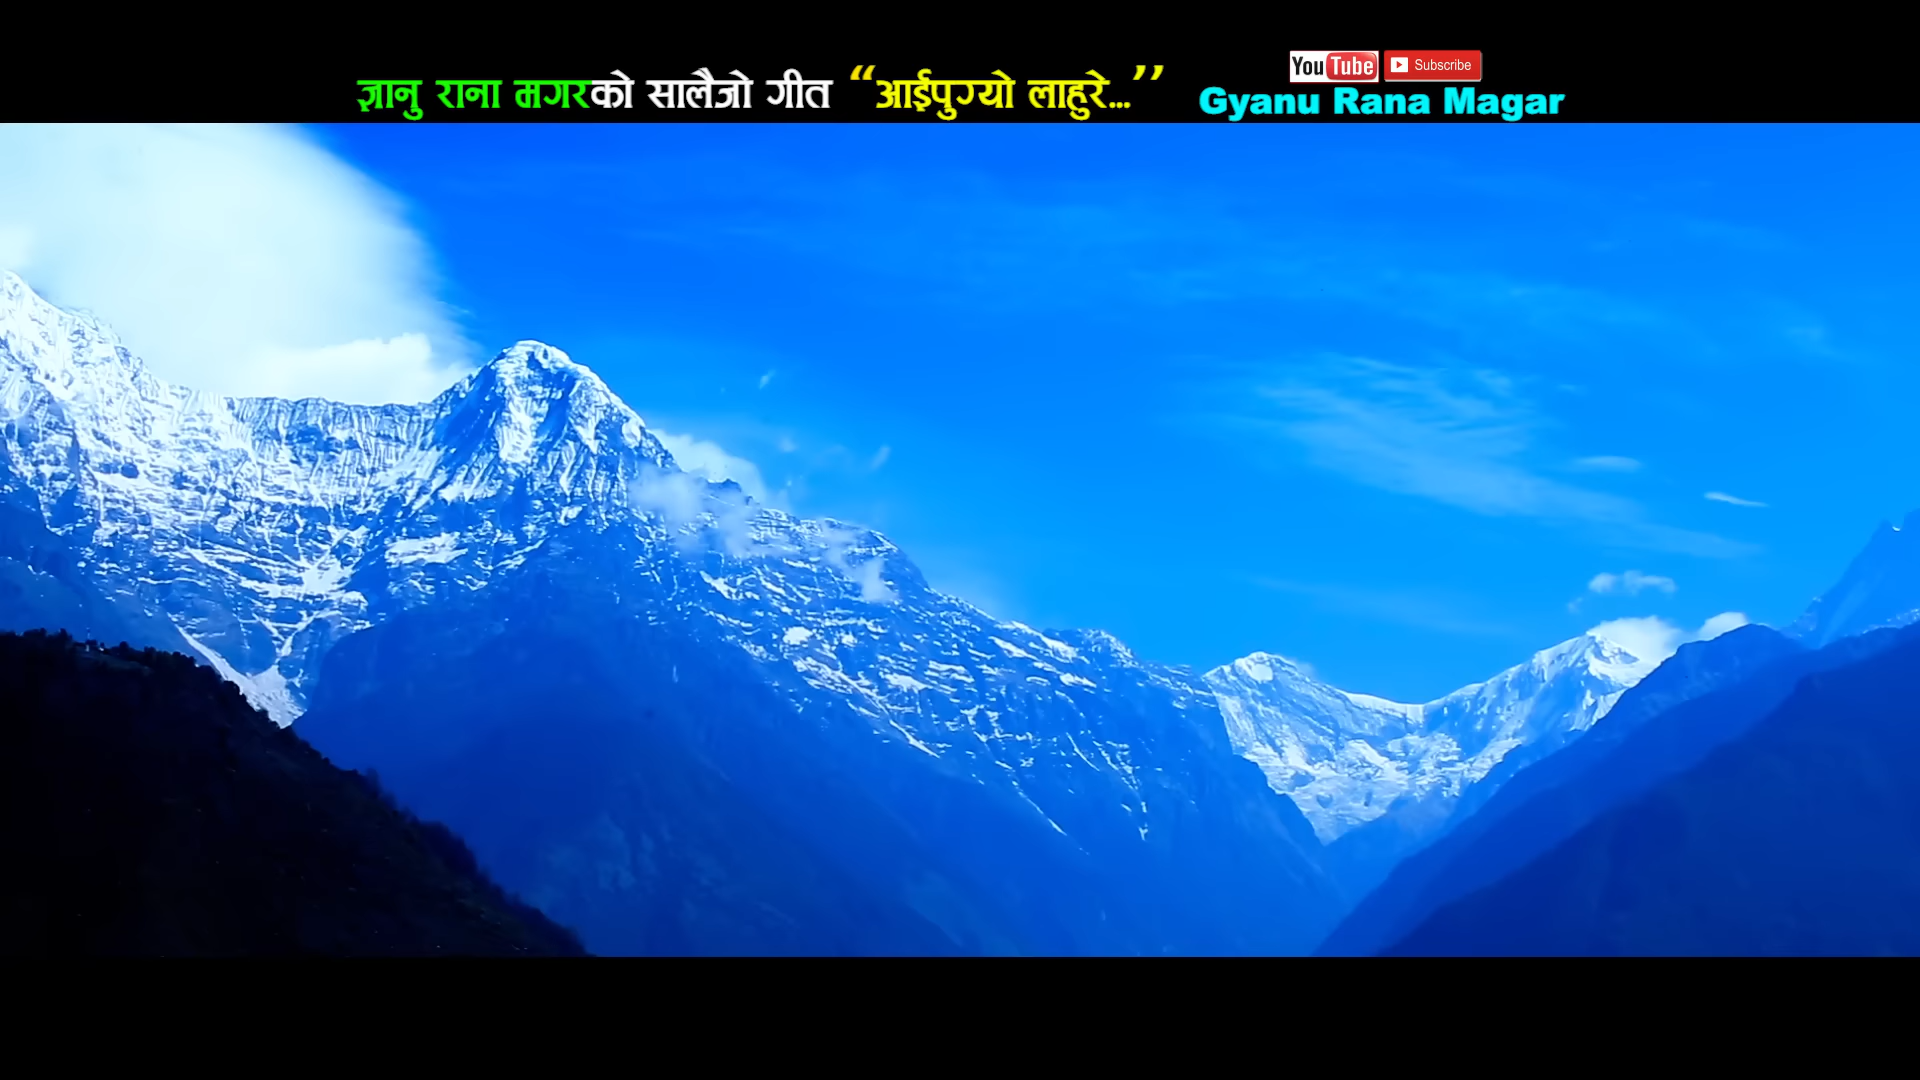 ज्ञानु राना मगरको सालैजो गीत “आईपुग्यो लाहुरे...’’
YouTube Subscribe
Gyanu Rana Magar